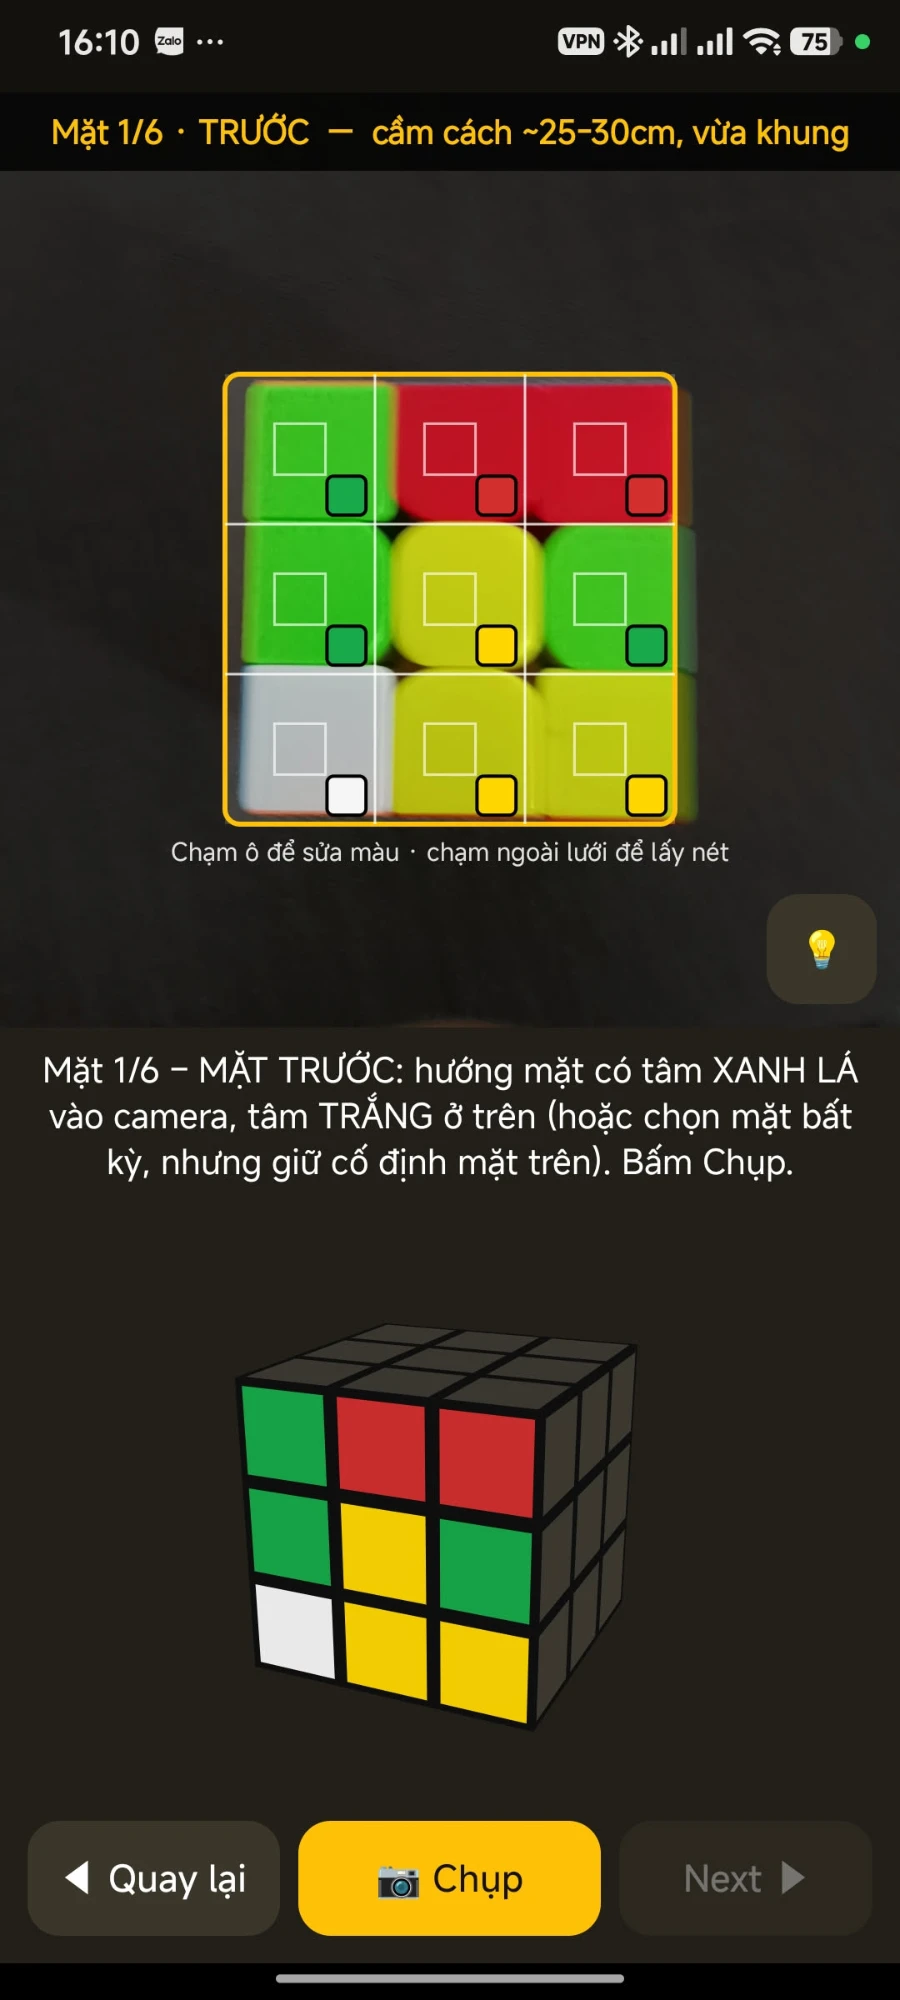 16:10 Zalo ... VPN 75
Mặt 1/6 · TRƯỚC — cầm cách ~25-30cm, vừa khung
Chạm ô để sửa màu · chạm ngoài lưới để lấy nét
Mặt 1/6 – MẶT TRƯỚC: hướng mặt có tâm XANH LÁ
vào camera, tâm TRẮNG ở trên (hoặc chọn mặt bất
kỳ, nhưng giữ cố định mặt trên). Bấm Chụp.
◀ Quay lại 📷 Chụp Next ▶